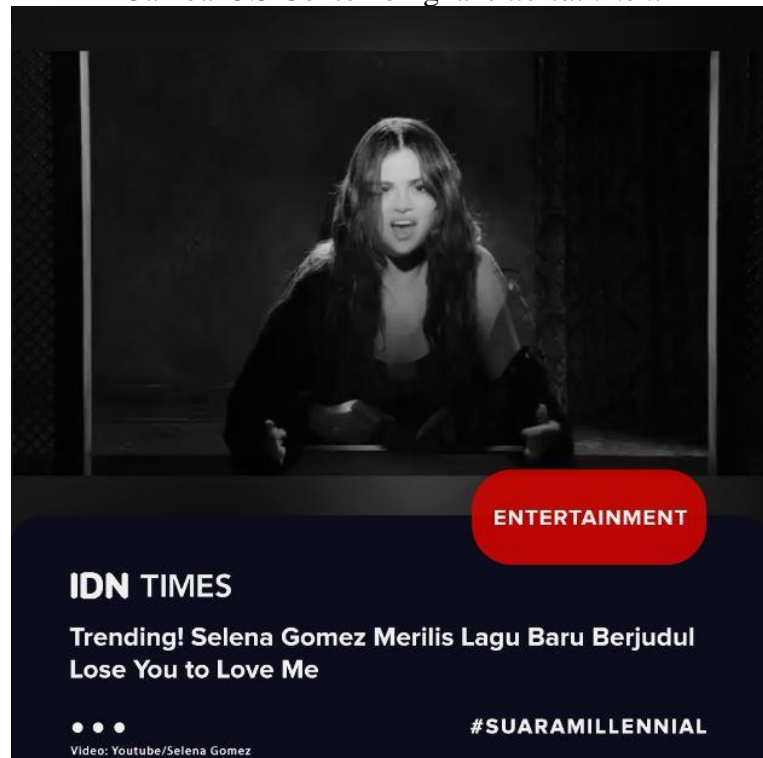 ENTERTAINMENT
IDN TIMES
Trending! Selena Gomez Merilis Lagu Baru Berjudul
Lose You to Love Me
#SUARAMILLENNIAL
Video: Youtube/Selena Gomez